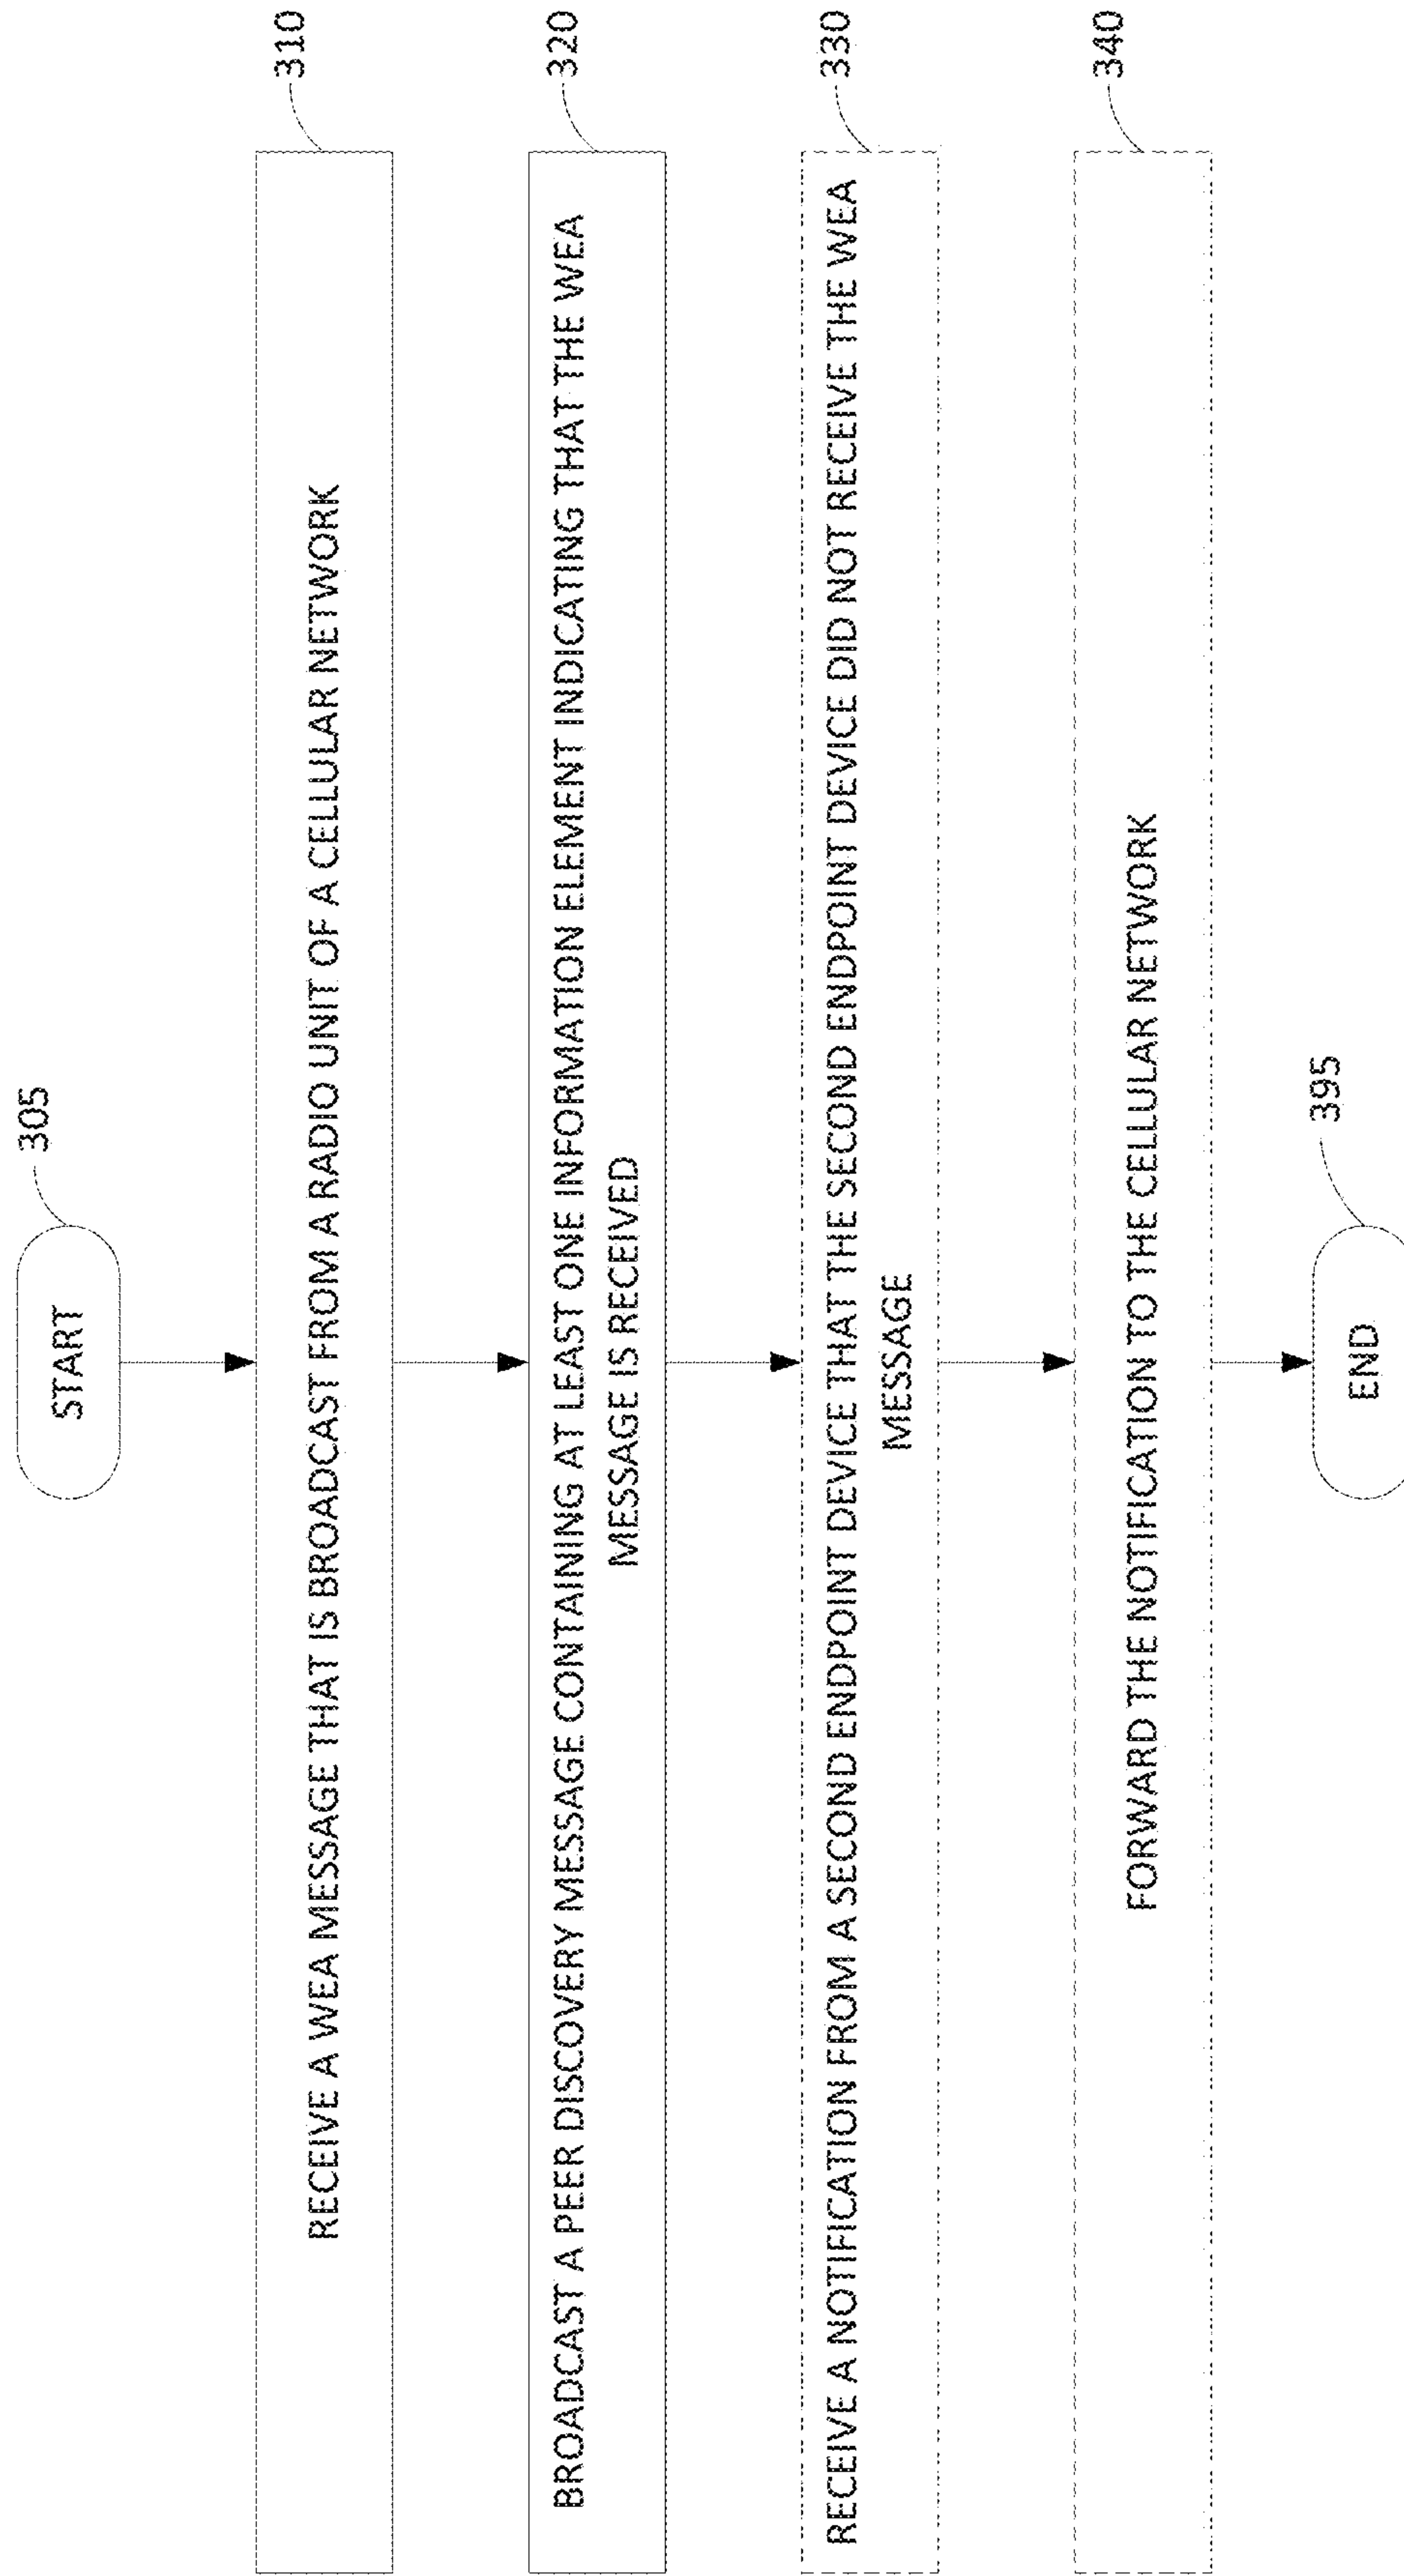 305
START
310
RECEIVE A WEA MESSAGE THAT IS BROADCAST FROM A RADIO UNIT OF A CELLULAR NETWORK
320
BROADCAST A PEER DISCOVERY MESSAGE CONTAINING AT LEAST ONE INFORMATION ELEMENT INDICATING THAT THE WEA
MESSAGE IS RECEIVED
330
RECEIVE A NOTIFICATION FROM A SECOND ENDPOINT DEVICE THAT THE SECOND ENDPOINT DEVICE DID NOT RECEIVE THE WEA
MESSAGE
340
FORWARD THE NOTIFICATION TO THE CELLULAR NETWORK
395
END